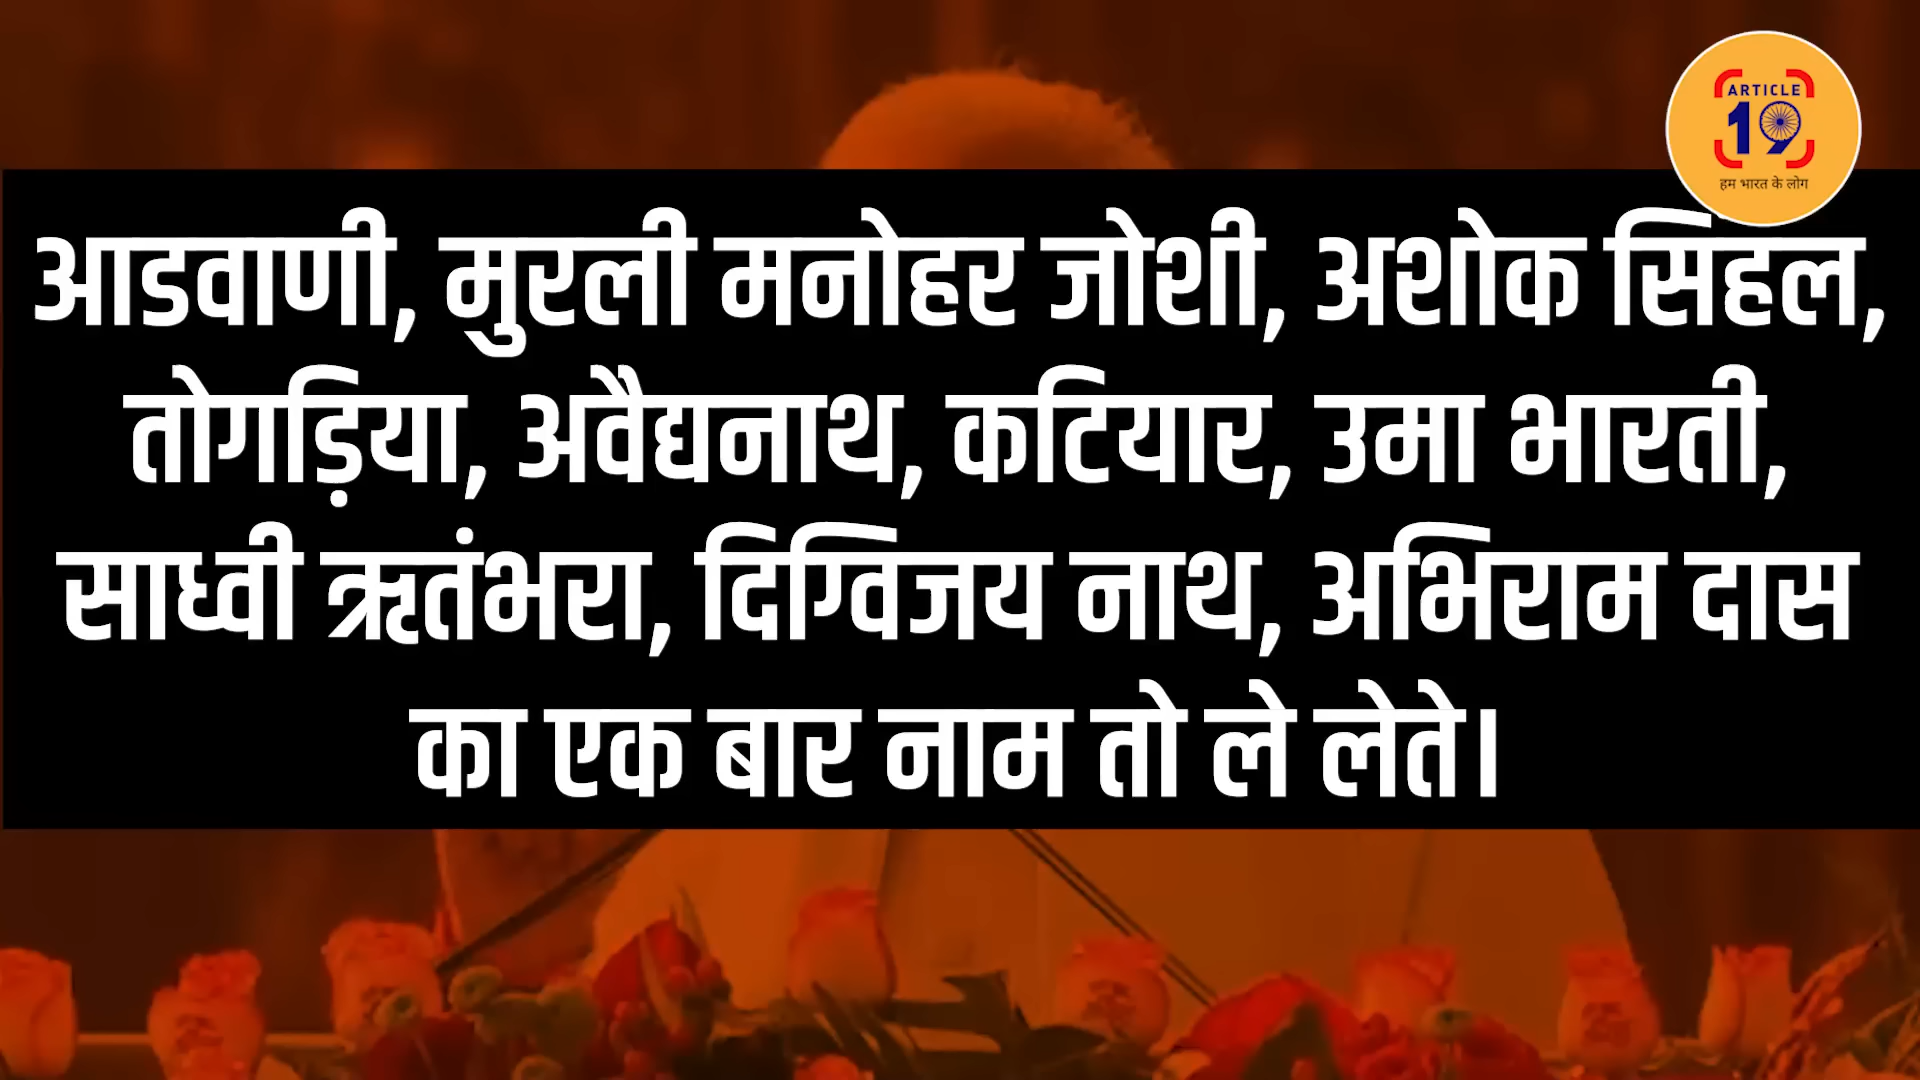 ARTICLE
19
हम भारत के लोग
आडवाणी, मुरली मनोहर जोशी, अशोक सिंहल,
तोगड़िया, अवैद्यनाथ, कटियार, उमा भारती,
साध्वी ऋतंभरा, दिग्विजय नाथ, अभिराम दास
का एक बार नाम तो ले लेते।